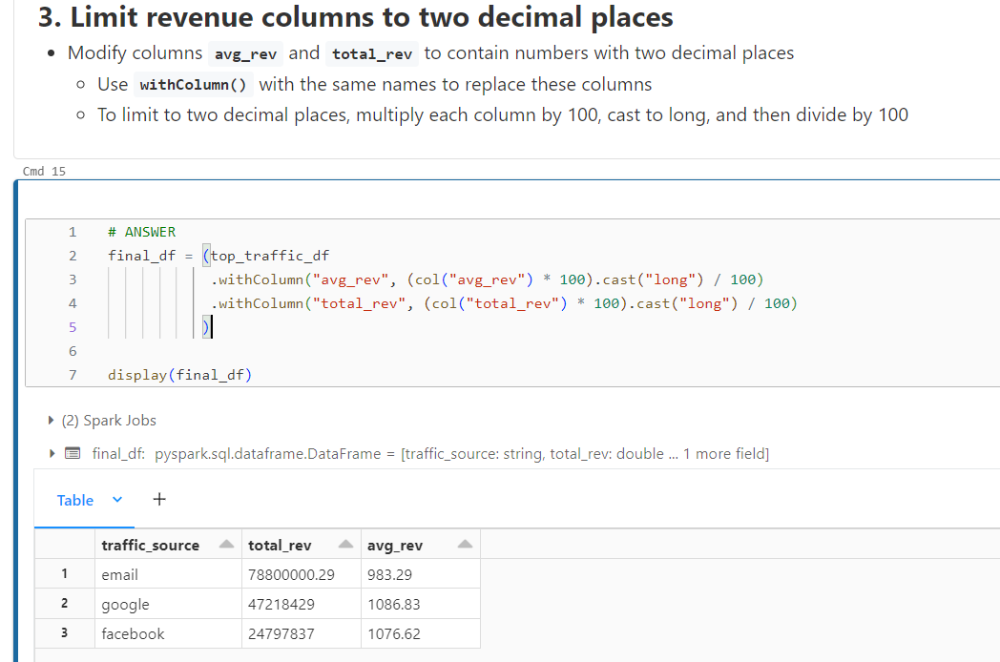 3. Limit revenue columns to two decimal places
• Modify columns avg_rev and total_rev to contain numbers with two decimal places
○ Use withColumn() with the same names to replace these columns
○ To limit to two decimal places, multiply each column by 100, cast to long, and then divide by 100
Cmd 15
1 # ANSWER
2 final_df = (top_traffic_df
3 .withColumn("avg_rev", (col("avg_rev") * 100).cast("long") / 100)
4 .withColumn("total_rev", (col("total_rev") * 100).cast("long") / 100)
5 )
6
7 display(final_df)
(2) Spark Jobs
final_df: pyspark.sql.dataframe.DataFrame = [traffic_source: string, total_rev: double ... 1 more field]
Table +
traffic_source total_rev avg_rev
1 email 78800000.29 983.29
2 google 47218429 1086.83
3 facebook 24797837 1076.62